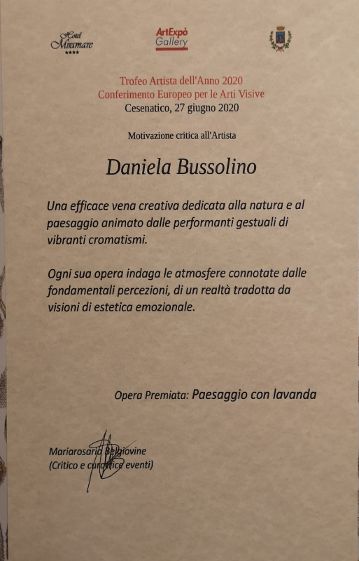 Hotel
Miramare
ArtExpò
Gallery
Trofeo Artista dell'Anno 2020
Conferimento Europeo per le Arti Visive
Cesenatico, 27 giugno 2020
Motivazione critica all'Artista
Daniela Bussolino
Una efficace vena creativa dedicata alla natura e al
paesaggio animato dalle performanti gestuali di
vibranti cromatismi.
Ogni sua opera indaga le atmosfere connotate dalle
fondamentali percezioni, di un realtà tradotta da
visioni di estetica emozionale.
Opera Premiata: Paesaggio con lavanda
Mariarosaria Belgiovine
(Critico e curatrice eventi)